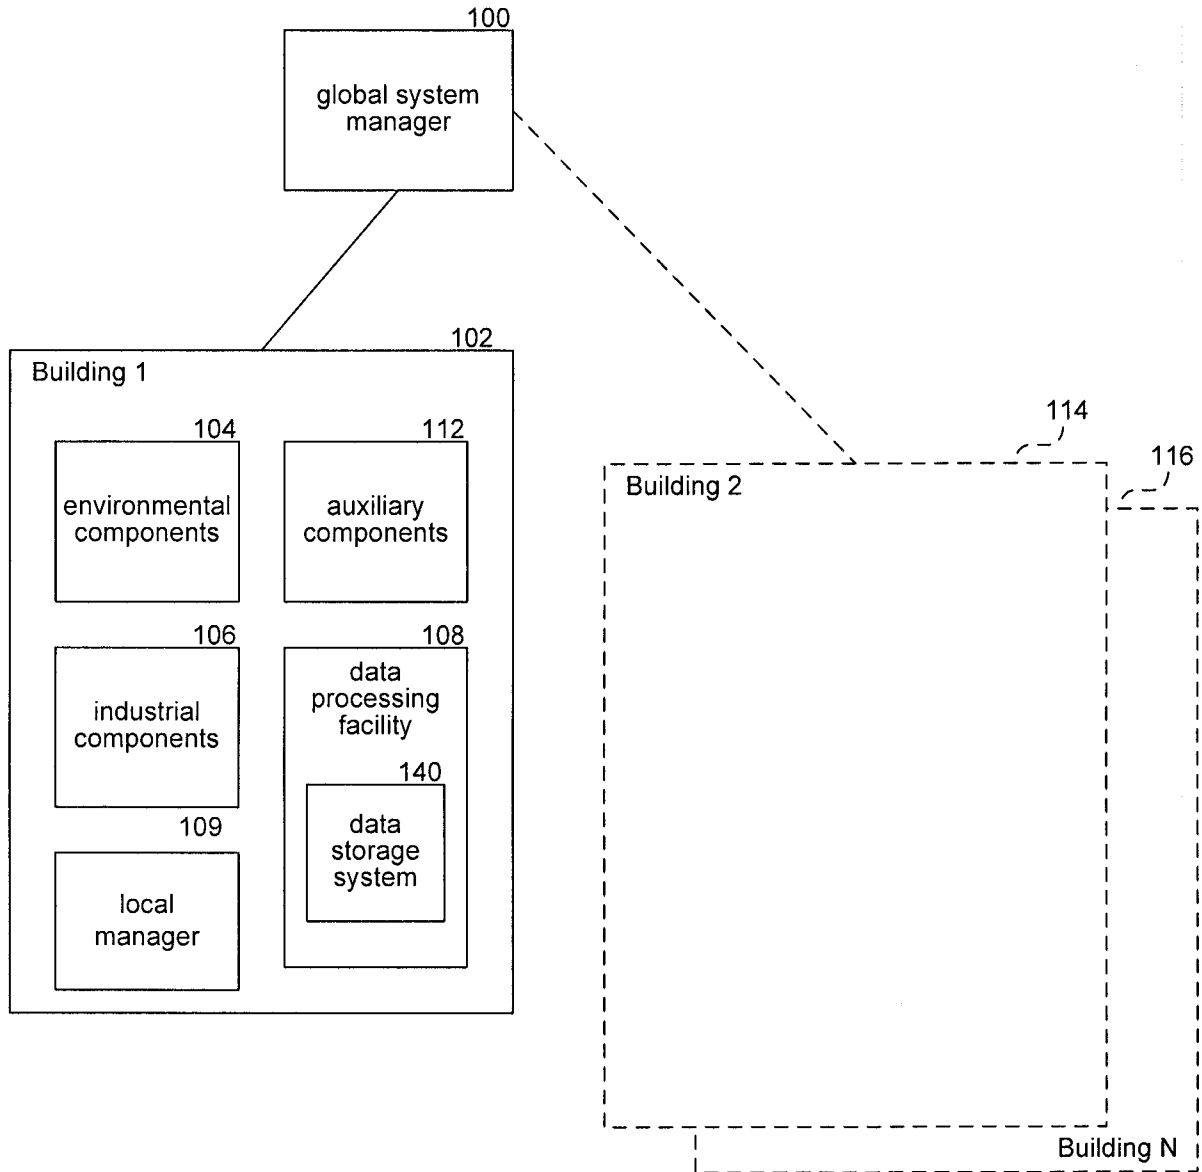 100
global system
manager
102
Building 1
104
environmental
components
112
auxiliary
components
106
industrial
components
108
data
processing
facility
140
data
storage
system
109
local
manager
114
Building 2
116
Building N